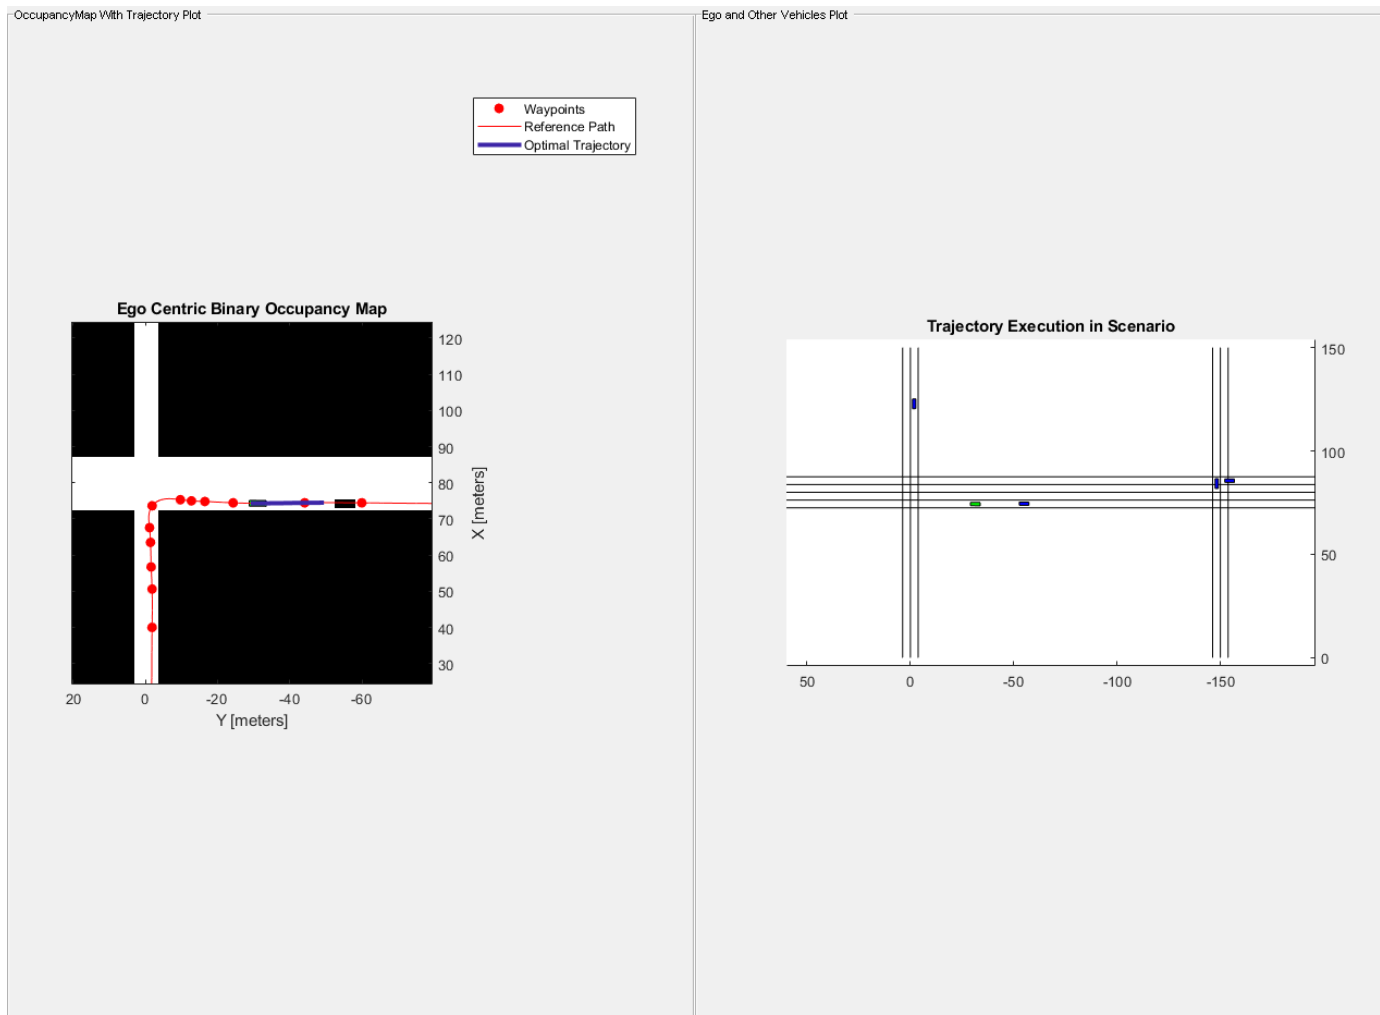 OccupancyMap With Trajectory Plot
Waypoints
Reference Path
Optimal Trajectory
Ego Centric Binary Occupancy Map
120
110
100
90
80
70
60
50
40
30
X [meters]
20 0 -20 -40 -60
Y [meters]
Ego and Other Vehicles Plot
Trajectory Execution in Scenario
150
100
50
0
50 0 -50 -100 -150